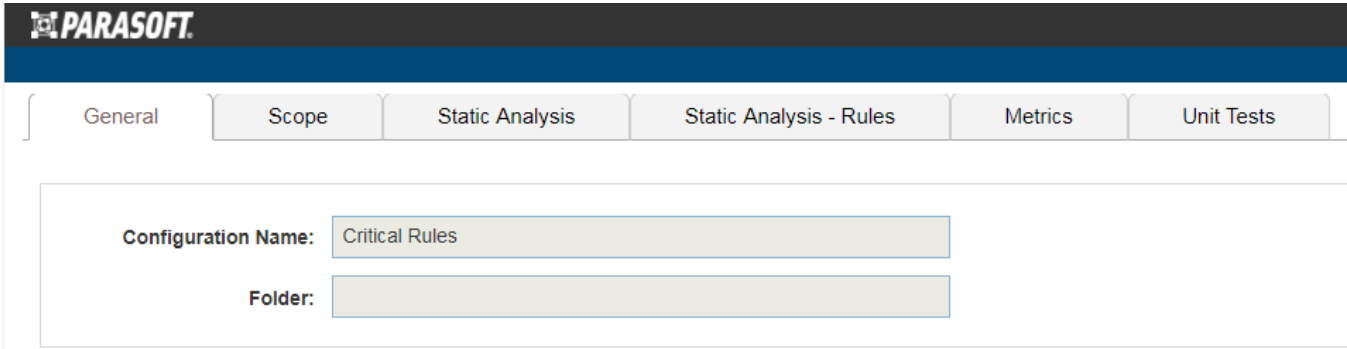 PARASOFT.
General Scope Static Analysis Static Analysis - Rules Metrics Unit Tests
Configuration Name: Critical Rules
Folder: